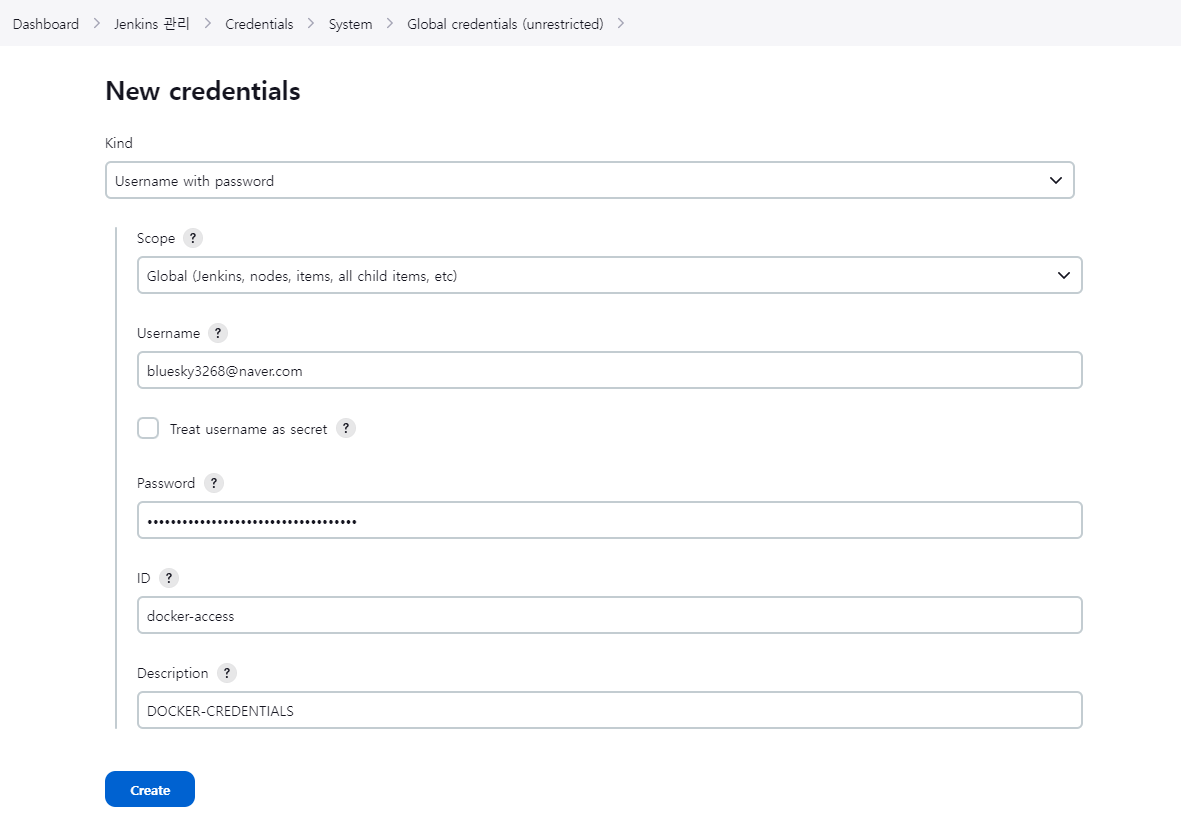 Dashboard > Jenkins 관리 > Credentials > System > Global credentials (unrestricted) >
New credentials
Kind
Username with password
Scope ?
Global (Jenkins, nodes, items, all child items, etc)
Username ?
bluesky3268@naver.com
Treat username as secret ?
Password ?
••••••••••••••••••••••••••••••••••••
ID ?
docker-access
Description ?
DOCKER-CREDENTIALS
Create